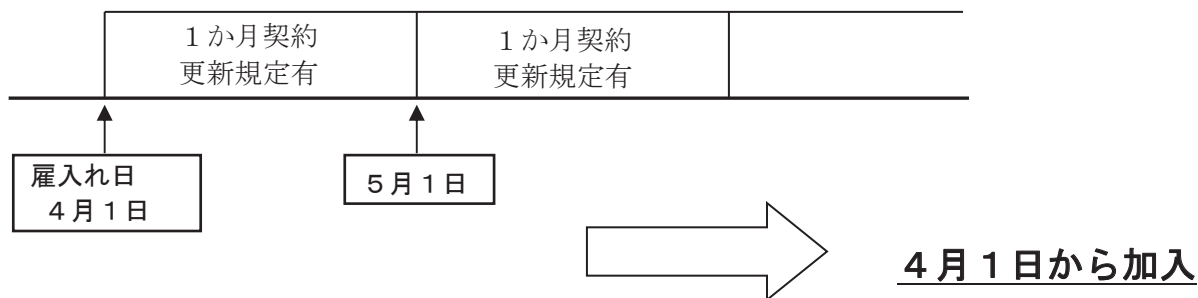 １か月契約
更新規定有
１か月契約
更新規定有
雇入れ日
４月１日
５月１日
４月１日から加入